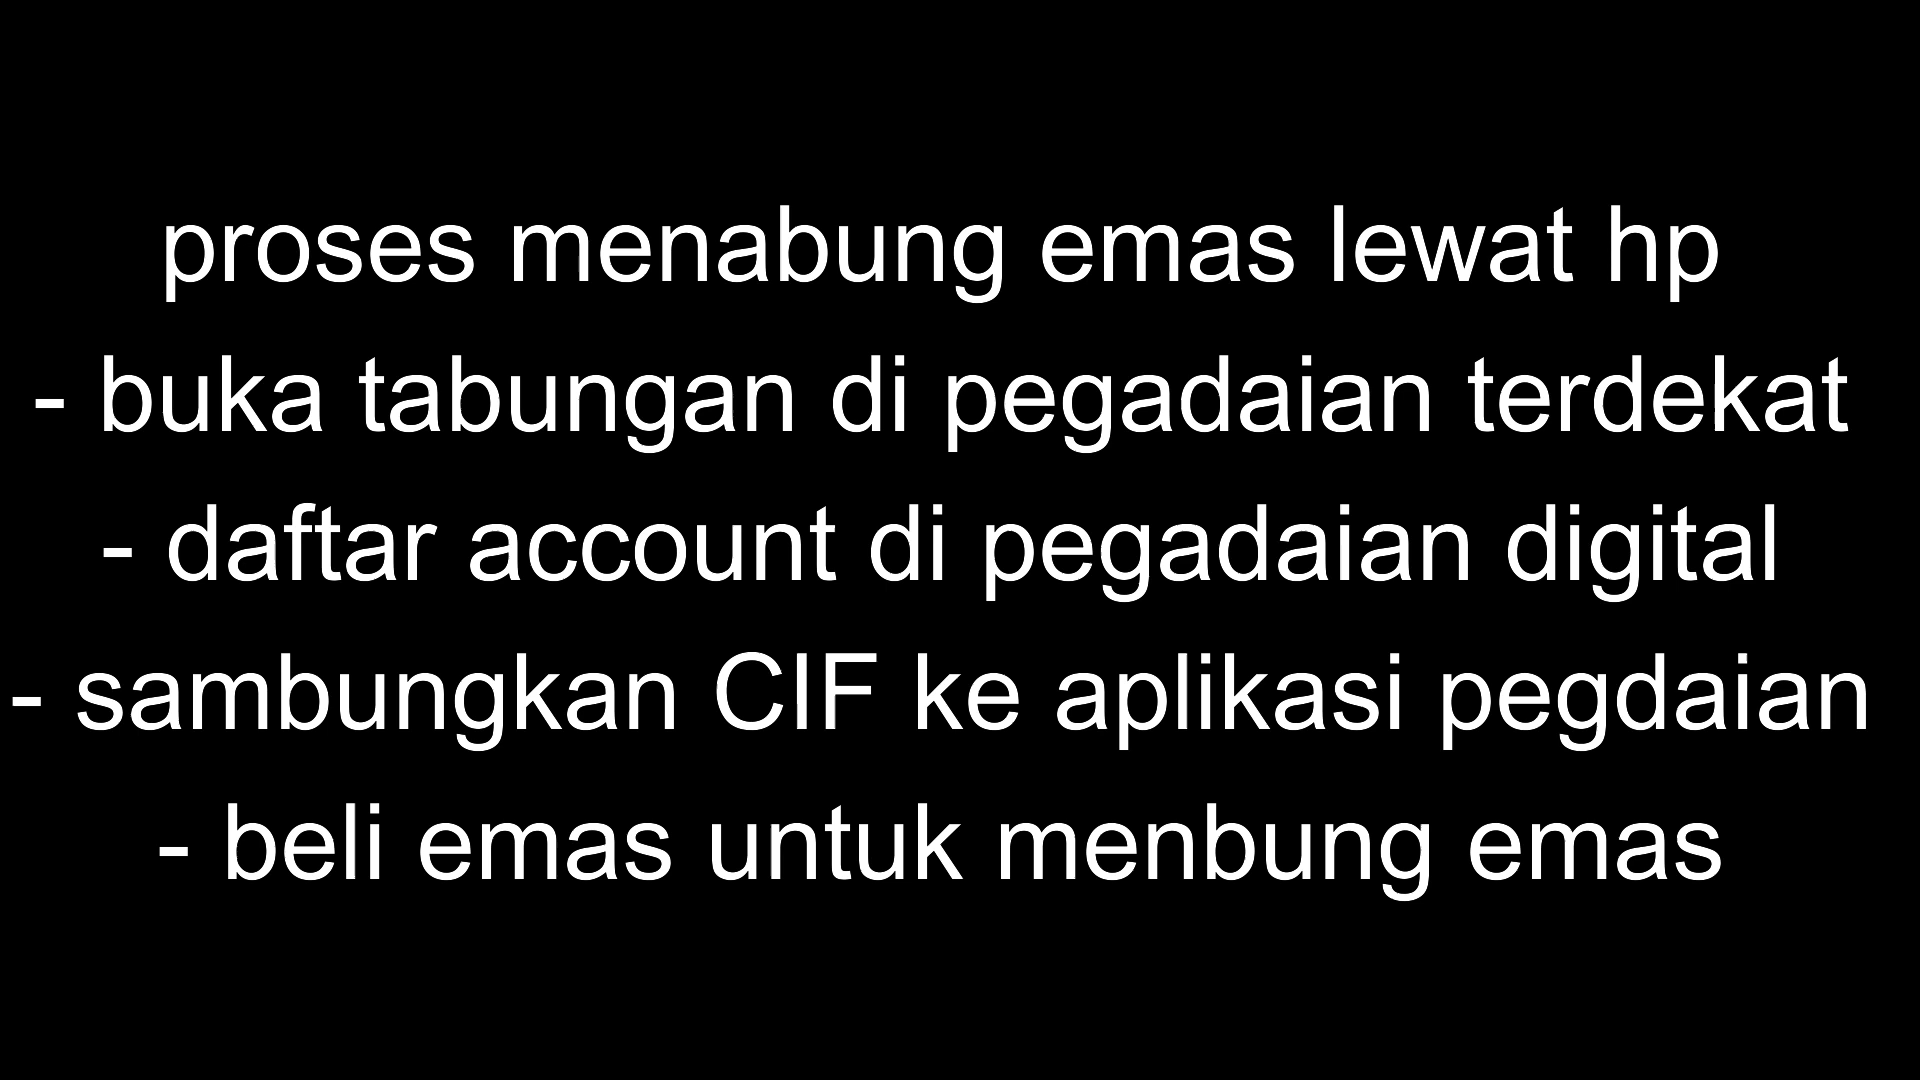 proses menabung emas lewat hp
- buka tabungan di pegadaian terdekat
- daftar account di pegadaian digital
- sambungkan CIF ke aplikasi pegdaian
- beli emas untuk menbung emas